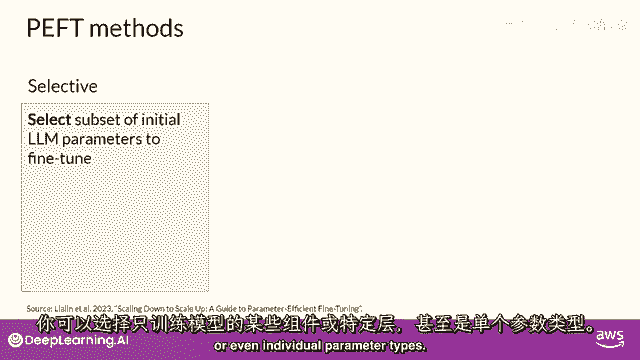 PEFT methods
Selective
Select subset of initial
LLM parameters to
fine-tune
Source: Lialin et al. 2023, "Scaling Down to Scale Up: A Guide to Parameter-Efficient Fine-Tuning",
你可以选择只训练模型的某些组件或特定层，甚至是单个参数类型。
or even individual parameter types.
DeepLearning.AI
aws